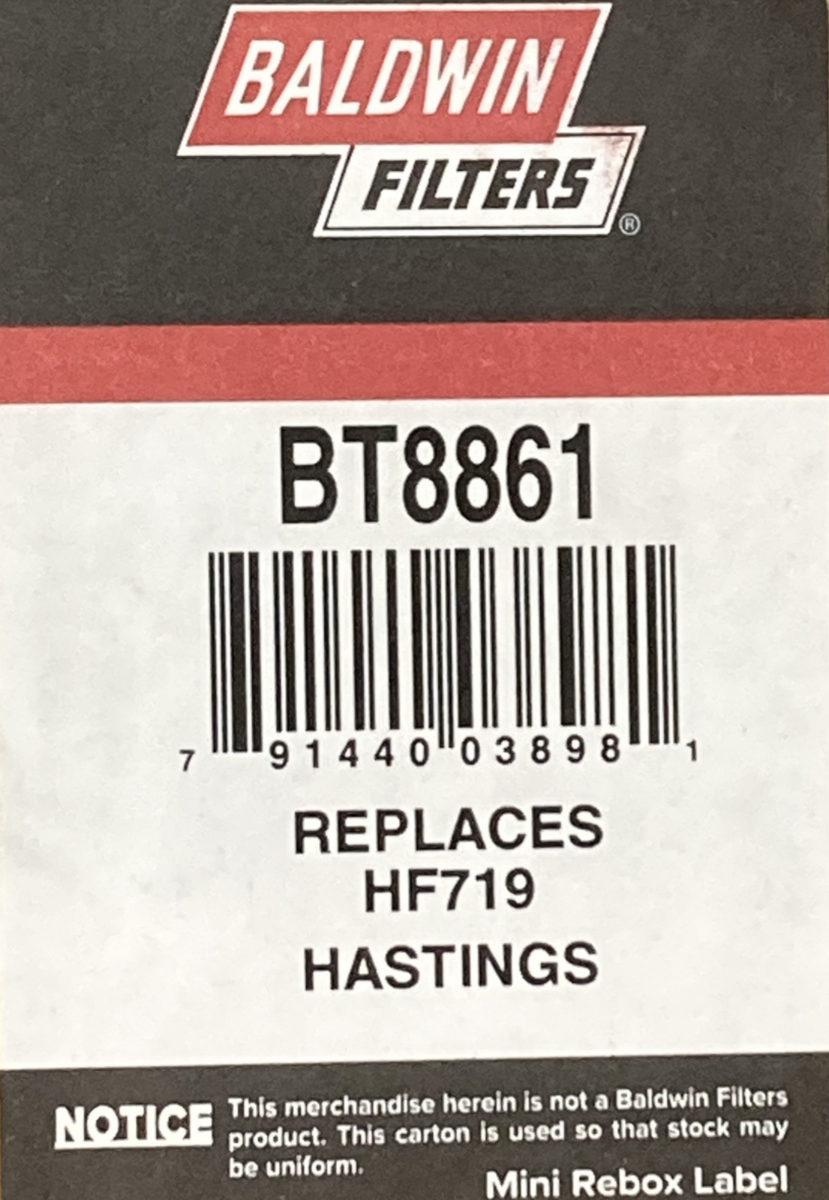 BALDWIN
FILTERS
®
BT8861
7 91440 03898 1
REPLACES
HF719
HASTINGS
NOTICE
This merchandise herein is not a Baldwin Filters
product. This carton is used so that stock may
be uniform.
Mini Rebox Label